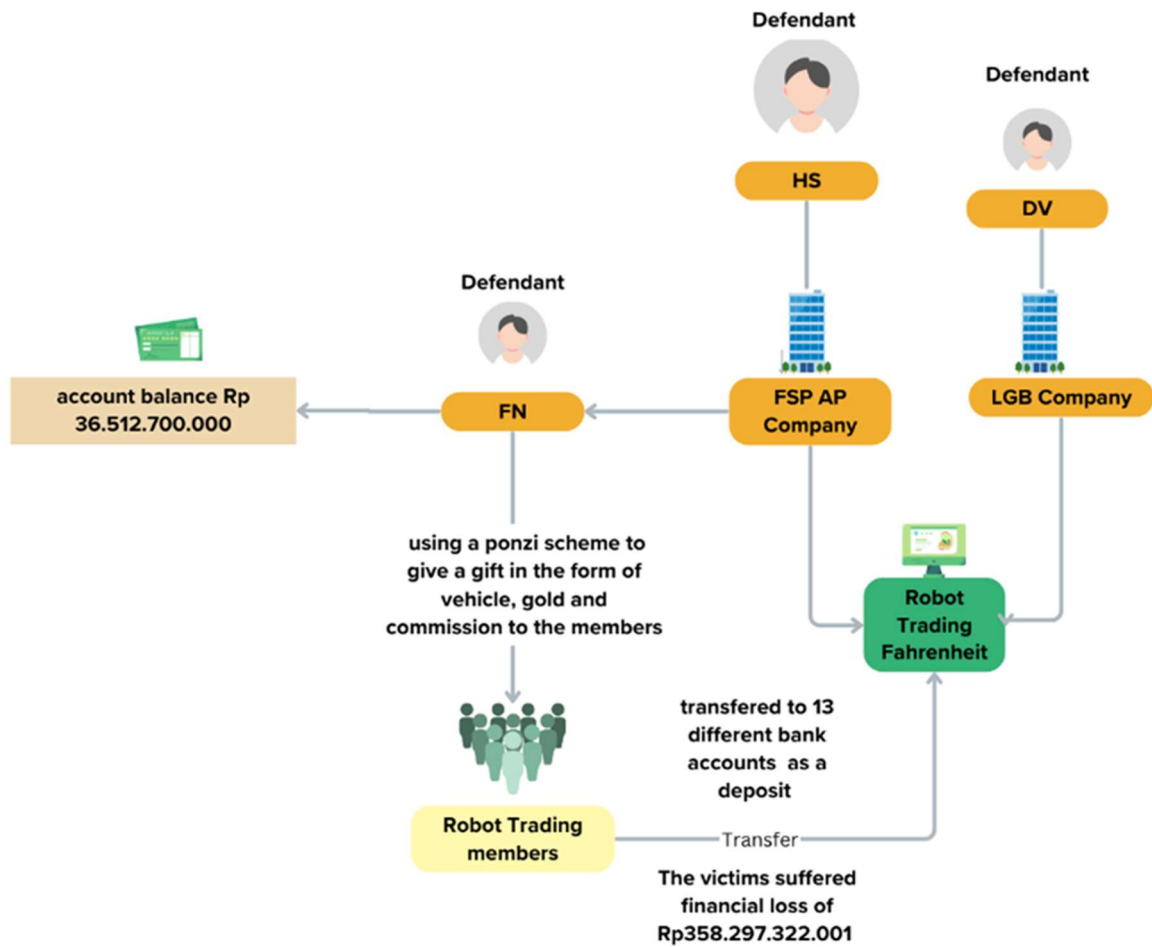 Defendant
Defendant
HS
DV
Defendant
account balance Rp
36.512.700.000
FN
FSP AP
Company
LGB Company
using a ponzi scheme to
give a gift in the form of
vehicle, gold and
commission to the members
Robot
Trading
Fahrenheit
transfered to 13
different bank
accounts as a
deposit
Robot Trading
members
Transfer
The victims suffered
financial loss of
Rp358.297.322.001